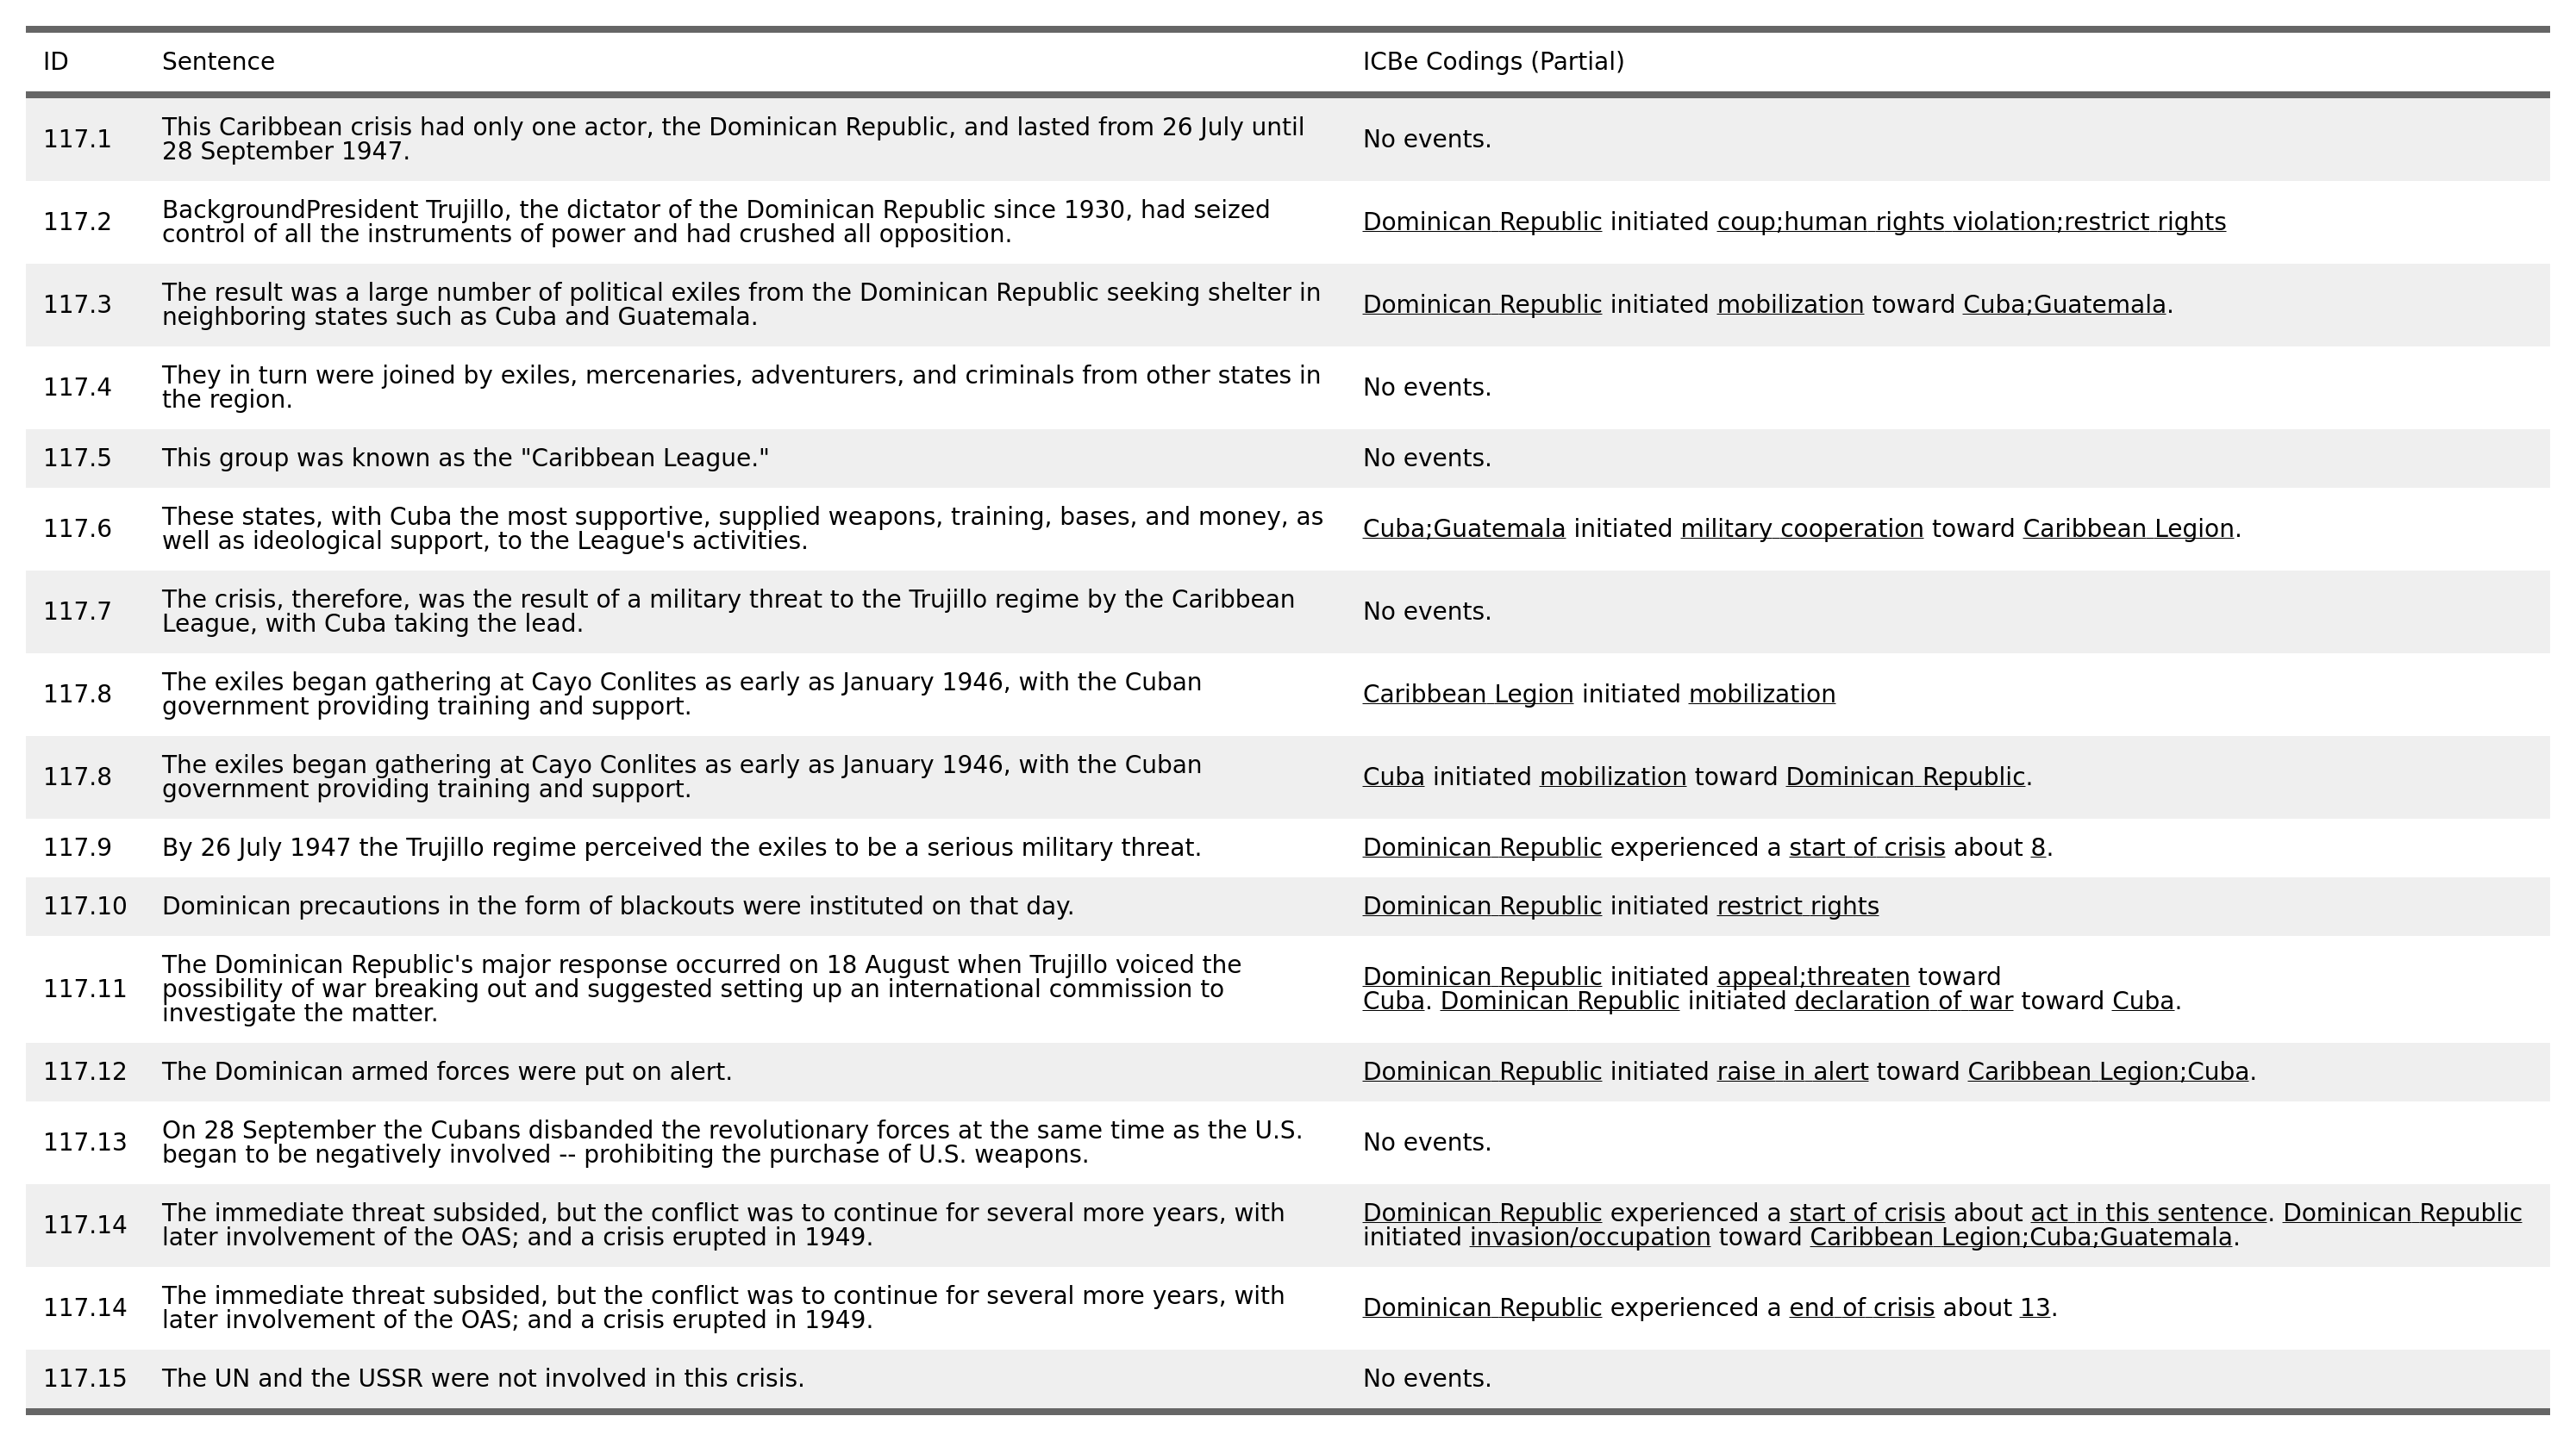 ID Sentence ICBe Codings (Partial)
117.1 This Caribbean crisis had only one actor, the Dominican Republic, and lasted from 26 July until
28 September 1947.
No events.
117.2 BackgroundPresident Trujillo, the dictator of the Dominican Republic since 1930, had seized
control of all the instruments of power and had crushed all opposition.
Dominican Republic initiated coup;human rights violation;restrict rights
117.3 The result was a large number of political exiles from the Dominican Republic seeking shelter in
neighboring states such as Cuba and Guatemala.
Dominican Republic initiated mobilization toward Cuba;Guatemala.
117.4 They in turn were joined by exiles, mercenaries, adventurers, and criminals from other states in
the region.
No events.
117.5 This group was known as the "Caribbean League." No events.
117.6 These states, with Cuba the most supportive, supplied weapons, training, bases, and money, as
well as ideological support, to the League's activities.
Cuba;Guatemala initiated military cooperation toward Caribbean Legion.
117.7 The crisis, therefore, was the result of a military threat to the Trujillo regime by the Caribbean
League, with Cuba taking the lead.
No events.
117.8 The exiles began gathering at Cayo Conlites as early as January 1946, with the Cuban
government providing training and support.
Caribbean Legion initiated mobilization
117.8 The exiles began gathering at Cayo Conlites as early as January 1946, with the Cuban
government providing training and support.
Cuba initiated mobilization toward Dominican Republic.
117.9 By 26 July 1947 the Trujillo regime perceived the exiles to be a serious military threat. Dominican Republic experienced a start of crisis about 8.
117.10 Dominican precautions in the form of blackouts were instituted on that day. Dominican Republic initiated restrict rights
117.11 The Dominican Republic's major response occurred on 18 August when Trujillo voiced the
possibility of war breaking out and suggested setting up an international commission to
investigate the matter.
Dominican Republic initiated appeal;threaten toward
Cuba. Dominican Republic initiated declaration of war toward Cuba.
117.12 The Dominican armed forces were put on alert. Dominican Republic initiated raise in alert toward Caribbean Legion;Cuba.
117.13 On 28 September the Cubans disbanded the revolutionary forces at the same time as the U.S.
began to be negatively involved -- prohibiting the purchase of U.S. weapons.
No events.
117.14 The immediate threat subsided, but the conflict was to continue for several more years, with
later involvement of the OAS; and a crisis erupted in 1949.
Dominican Republic experienced a start of crisis about act in this sentence. Dominican Republic
initiated invasion/occupation toward Caribbean Legion;Cuba;Guatemala.
117.14 The immediate threat subsided, but the conflict was to continue for several more years, with
later involvement of the OAS; and a crisis erupted in 1949.
Dominican Republic experienced a end of crisis about 13.
117.15 The UN and the USSR were not involved in this crisis. No events.